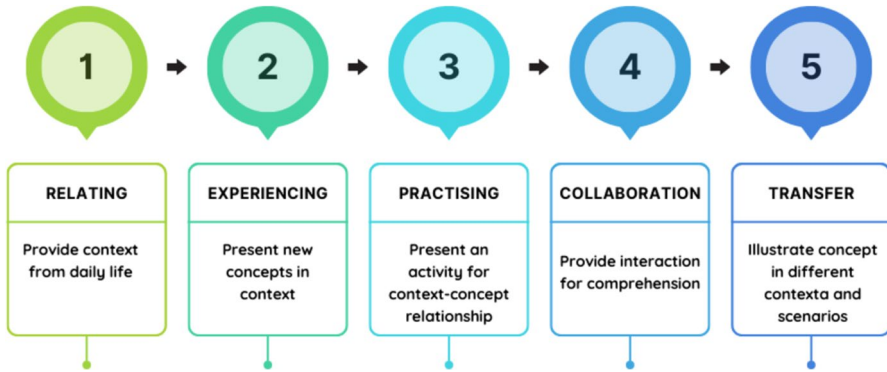 1
2
3
4
5
RELATING
Provide context
from daily life
EXPERIENCING
Present new
concepts in
context
PRACTISING
Present an
activity for
context-concept
relationship
COLLABORATION
Provide interaction
for comprehension
TRANSFER
Illustrate concept
in different
contexta and
scenarios